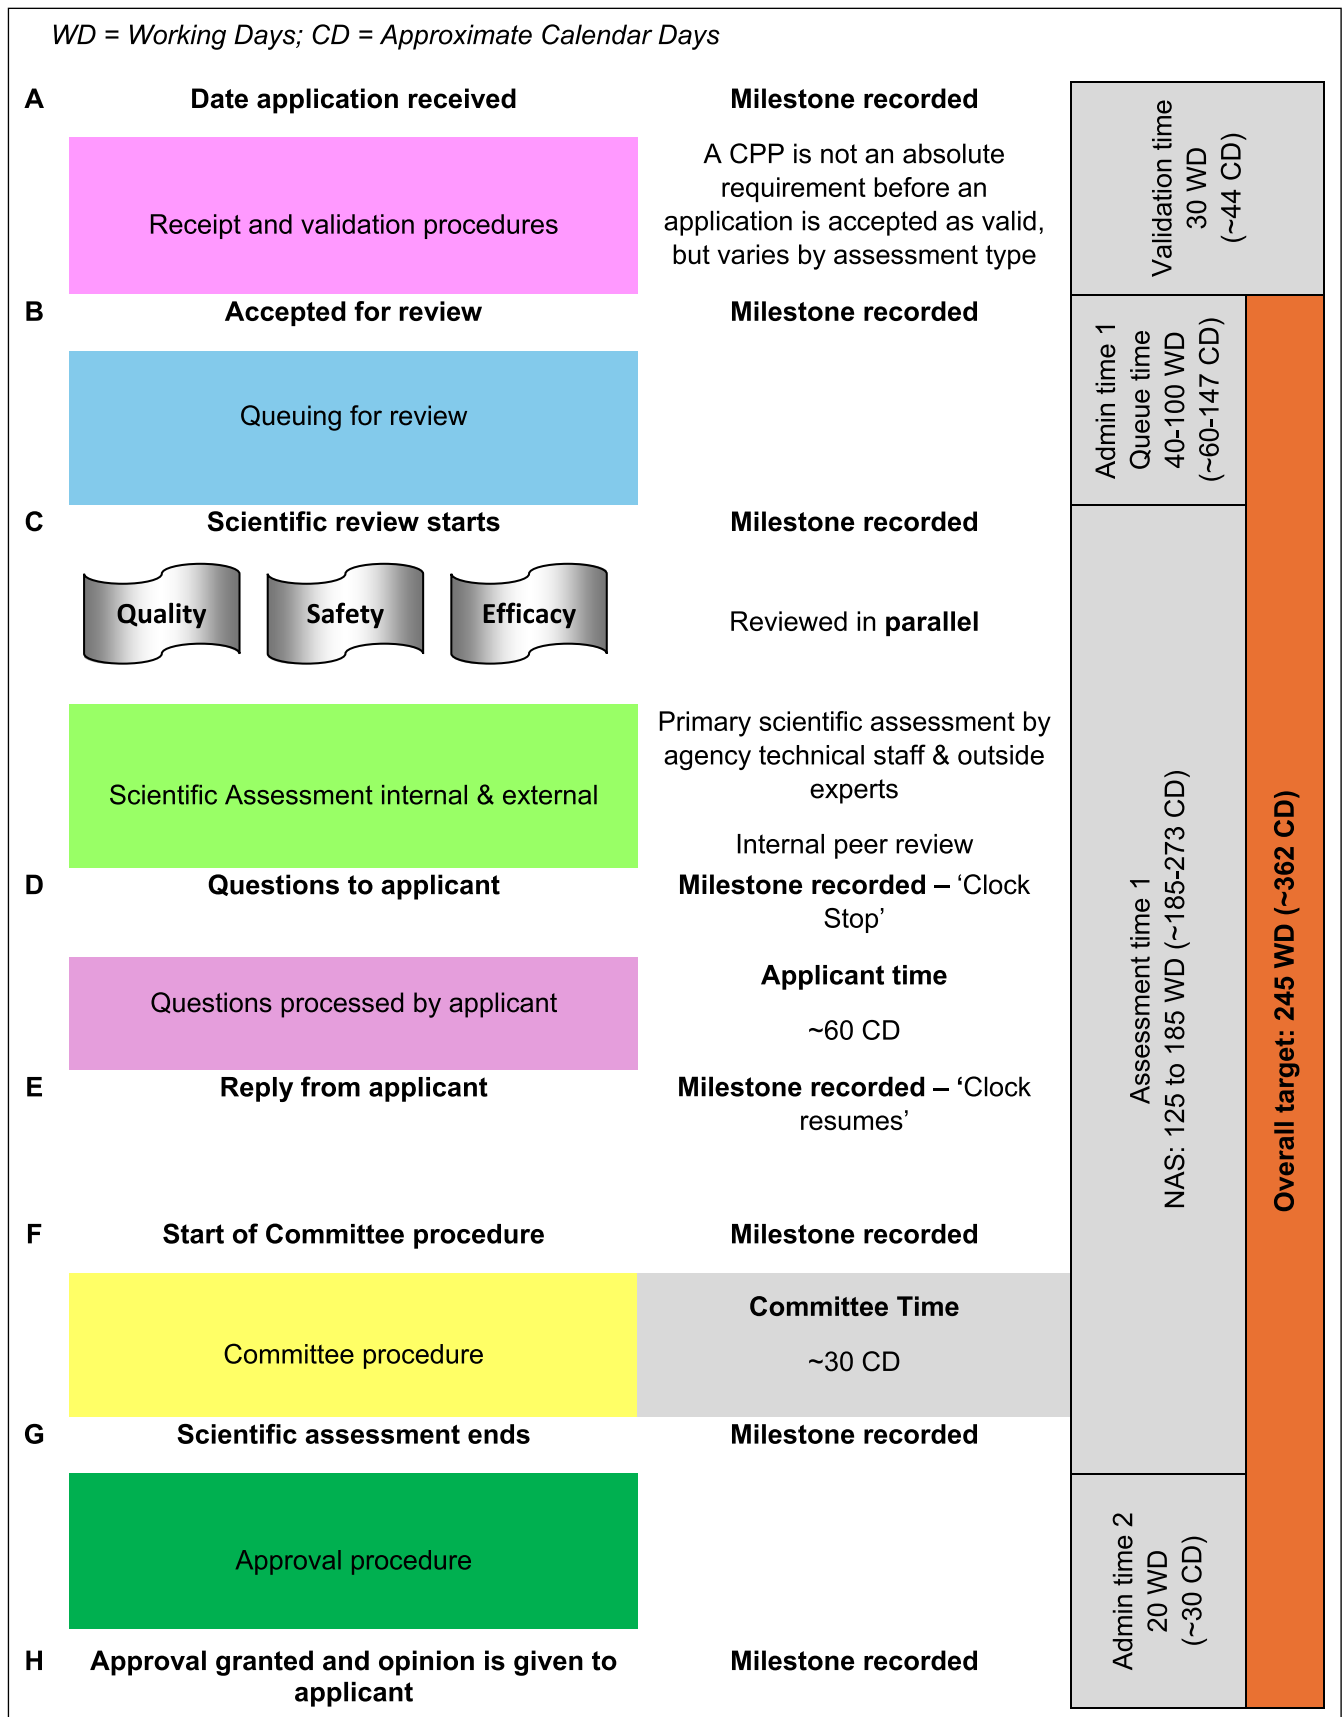 WD = Working Days; CD = Approximate Calendar Days
A
Date application received
Milestone recorded
Receipt and validation procedures
A CPP is not an absolute
requirement before an
application is accepted as valid,
but varies by assessment type
Validation time
30 WD
(~44 CD)
B
Accepted for review
Milestone recorded
Queuing for review
Admin time 1
Queue time
40-100 WD
(~60-147 CD)
C
Scientific review starts
Milestone recorded
Quality
Safety
Efficacy
Reviewed in parallel
Scientific Assessment internal & external
Primary scientific assessment by
agency technical staff & outside
experts
Internal peer review
D
Questions to applicant
Milestone recorded – ‘Clock
Stop’
Questions processed by applicant
Applicant time
~60 CD
E
Reply from applicant
Milestone recorded – ‘Clock
resumes’
Assessment time 1
NAS: 125 to 185 WD (~185-273 CD)
Overall target: 245 WD (~362 CD)
F
Start of Committee procedure
Milestone recorded
Committee procedure
Committee Time
~30 CD
G
Scientific assessment ends
Milestone recorded
Approval procedure
Admin time 2
20 WD
(~30 CD)
H
Approval granted and opinion is given to
applicant
Milestone recorded